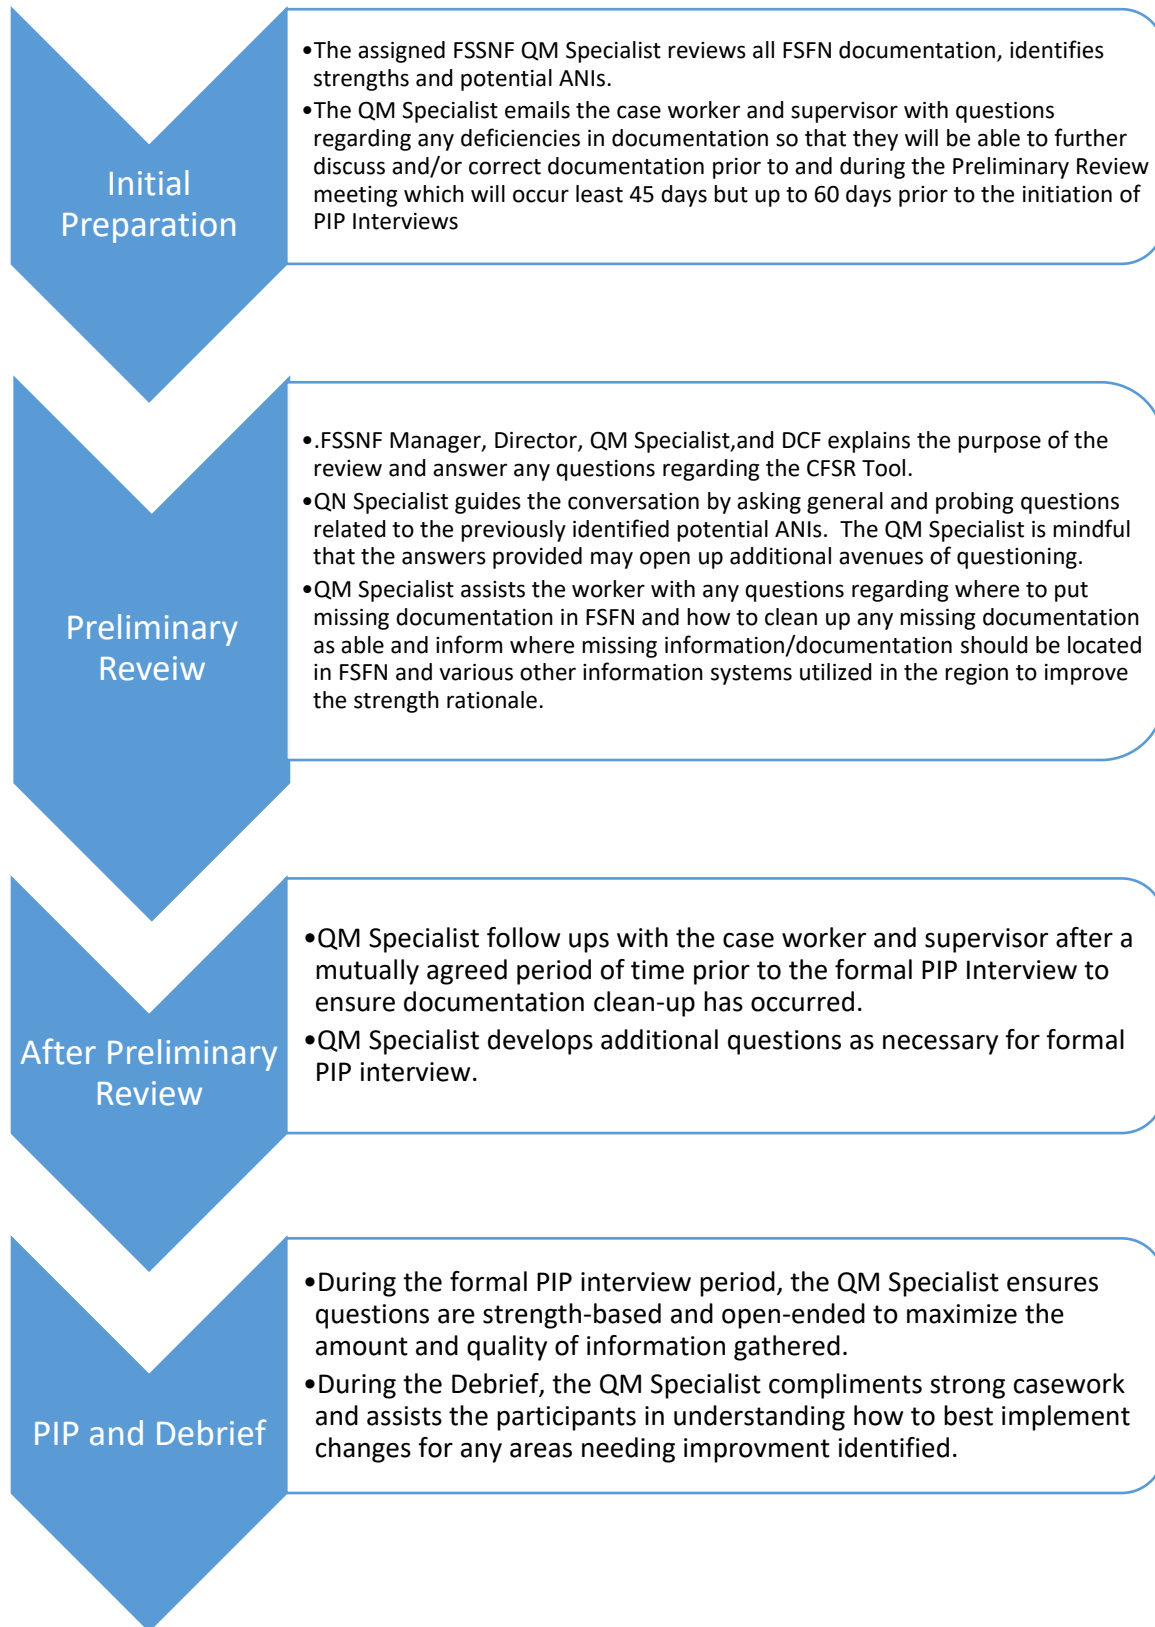 Initial
Preparation
•The assigned FSSNF QM Specialist reviews all FSFN documentation, identifies
strengths and potential ANIs.
•The QM Specialist emails the case worker and supervisor with questions
regarding any deficiencies in documentation so that they will be able to further
discuss and/or correct documentation prior to and during the Preliminary Review
meeting which will occur least 45 days but up to 60 days prior to the initiation of
PIP Interviews
Preliminary
Reveiw
•.FSSNF Manager, Director, QM Specialist,and DCF explains the purpose of the
review and answer any questions regarding the CFSR Tool.
•QN Specialist guides the conversation by asking general and probing questions
related to the previously identified potential ANIs.  The QM Specialist is mindful
that the answers provided may open up additional avenues of questioning.
•QM Specialist assists the worker with any questions regarding where to put
missing documentation in FSFN and how to clean up any missing documentation
as able and inform where missing information/documentation should be located
in FSFN and various other information systems utilized in the region to improve
the strength rationale.
After Preliminary
Review
•QM Specialist follow ups with the case worker and supervisor after a
mutually agreed period of time prior to the formal PIP Interview to
ensure documentation clean-up has occurred.
•QM Specialist develops additional questions as necessary for formal
PIP interview.
PIP and Debrief
•During the formal PIP interview period, the QM Specialist ensures
questions are strength-based and open-ended to maximize the
amount and quality of information gathered.
•During the Debrief, the QM Specialist compliments strong casework
and assists the participants in understanding how to best implement
changes for any areas needing improvment identified.